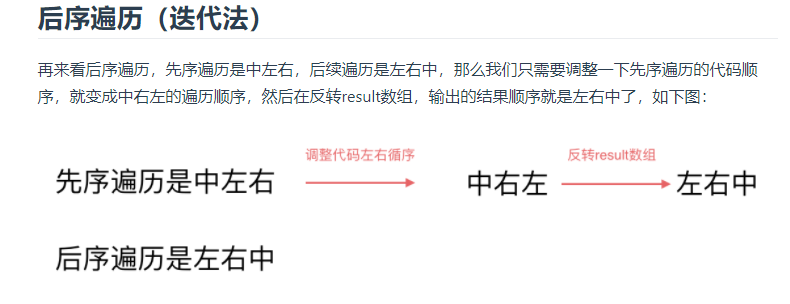 后序遍历（迭代法）
再来看后序遍历，先序遍历是中左右，后续遍历是左右中，那么我们只需要调整一下先序遍历的代码顺
序，就变成中右左的遍历顺序，然后在反转result数组，输出的结果顺序就是左右中了，如下图：
先序遍历是中左右 调整代码左右循序 中右左 反转result数组 左右中
后序遍历是左右中